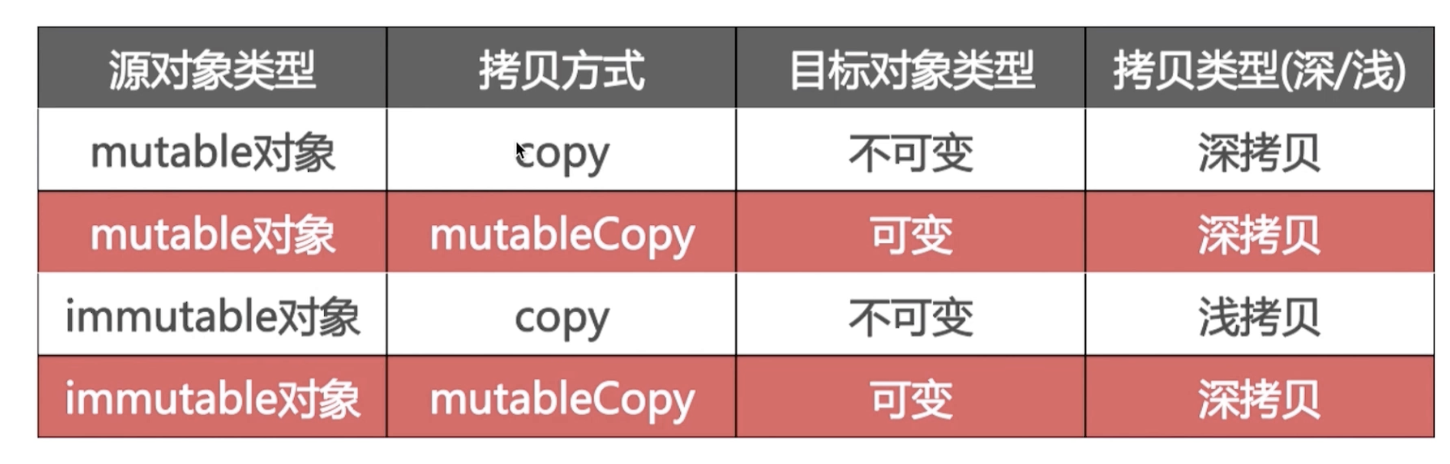 源对象类型 拷贝方式 目标对象类型 拷贝类型(深/浅)
mutable对象 copy 不可变 深拷贝
mutable对象 mutableCopy 可变 深拷贝
immutable对象 copy 不可变 浅拷贝
immutable对象 mutableCopy 可变 深拷贝